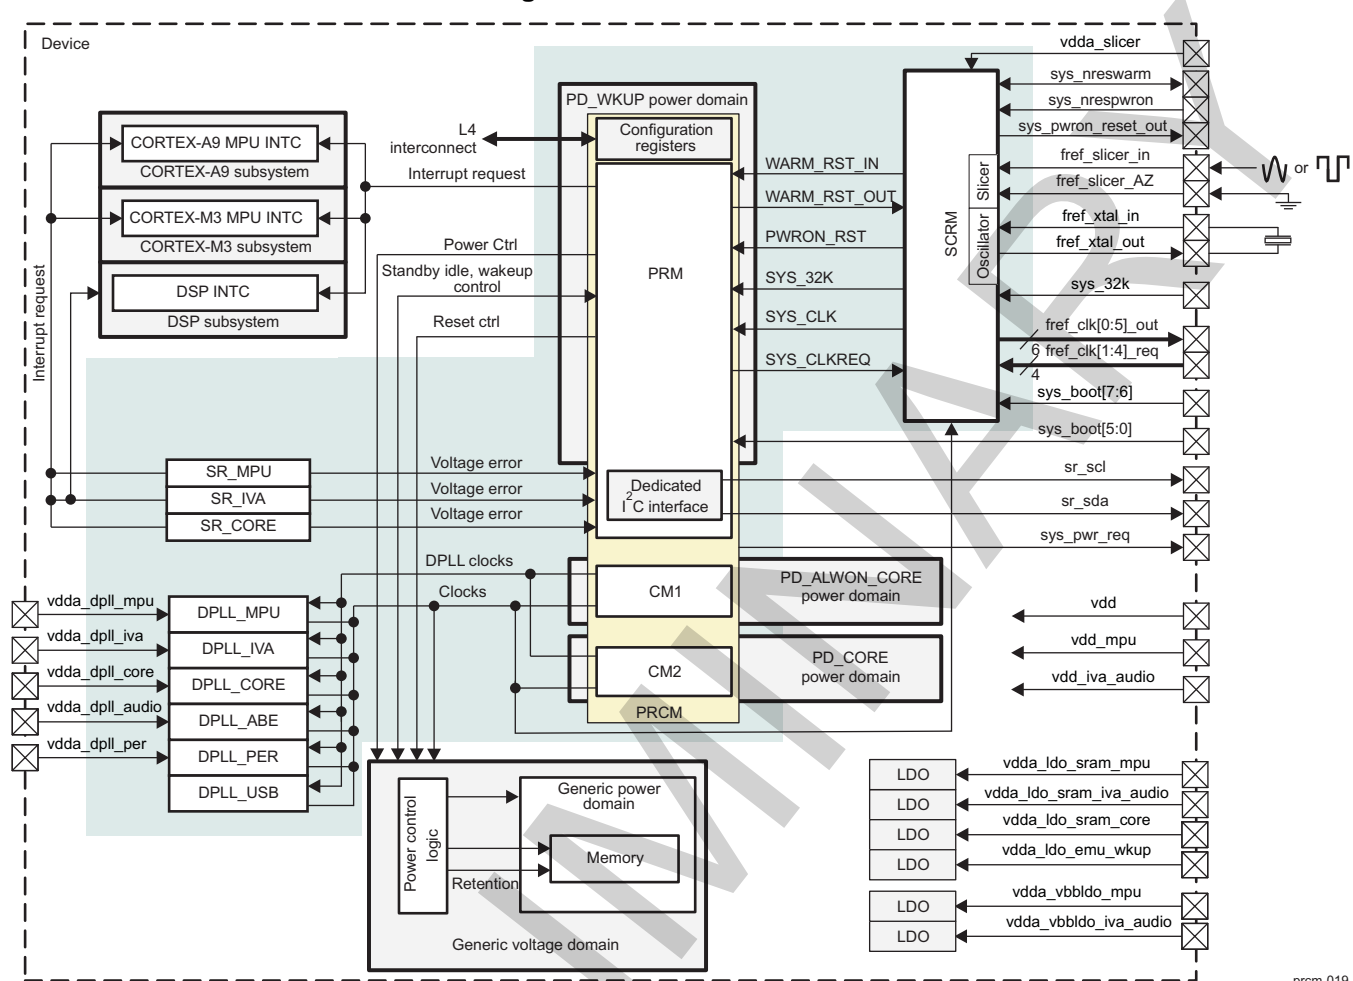 Device
vdda_slicer
sys_nreswarm
sys_nrespwron
sys_pwron_reset_out
fref_slicer_in
or
fref_slicer_AZ
fref_xtal_in
fref_xtal_out
sys_32k
fref_clk[0:5]_out
6
fref_clk[1:4]_req
4
sys_boot[7:6]
sys_boot[5:0]
sr_scl
sr_sda
sys_pwr_req
vdd
vdd_mpu
vdd_iva_audio
PD_WKUP power domain
Configuration
registers
L4
interconnect
Interrupt request
CORTEX-A9 MPU INTC
CORTEX-A9 subsystem
CORTEX-M3 MPU INTC
CORTEX-M3 subsystem
DSP INTC
DSP subsystem
Interrupt request
Power Ctrl
Standby idle, wakeup
control
Reset ctrl
PRM
WARM_RST_IN
WARM_RST_OUT
PWRON_RST
SYS_32K
SYS_CLK
SYS_CLKREQ
SCRM
Slicer
Oscillator
SR_MPU
SR_IVA
SR_CORE
Voltage error
Voltage error
Voltage error
Dedicated
I2C interface
DPLL clocks
Clocks
CM1
PD_ALWON_CORE
power domain
CM2
PD_CORE
power domain
PRCM
vdda_dpll_mpu
vdda_dpll_iva
vdda_dpll_core
vdda_dpll_audio
vdda_dpll_per
DPLL_MPU
DPLL_IVA
DPLL_CORE
DPLL_ABE
DPLL_PER
DPLL_USB
Power control
logic
Generic power
domain
Memory
Retention
Generic voltage domain
LDO
vdda_ldo_sram_mpu
LDO
vdda_ldo_sram_iva_audio
LDO
vdda_ldo_sram_core
LDO
vdda_ldo_emu_wkup
LDO
vdda_vbbldo_mpu
LDO
vdda_vbbldo_iva_audio